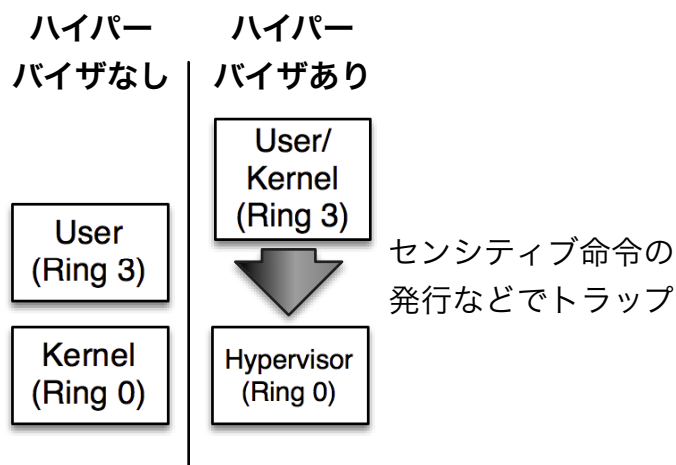 ハイパー
バイザなし
ハイパー
バイザあり
User
(Ring 3)
Kernel
(Ring 0)
User/
Kernel
(Ring 3)
Hypervisor
(Ring 0)
センシティブ命令の
発行などでトラップ